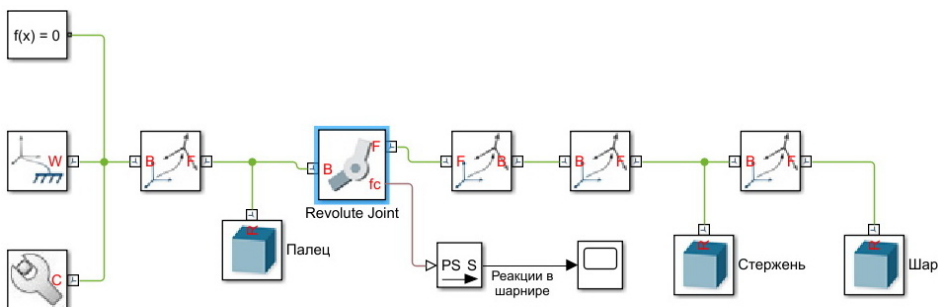 f(x) = 0
W
B
F
B
F
fc
Revolute Joint
F
B
B
F
B
F
C
R
Палец
PS S
Реакции в
шарнире
R
Стержень
R
Шар